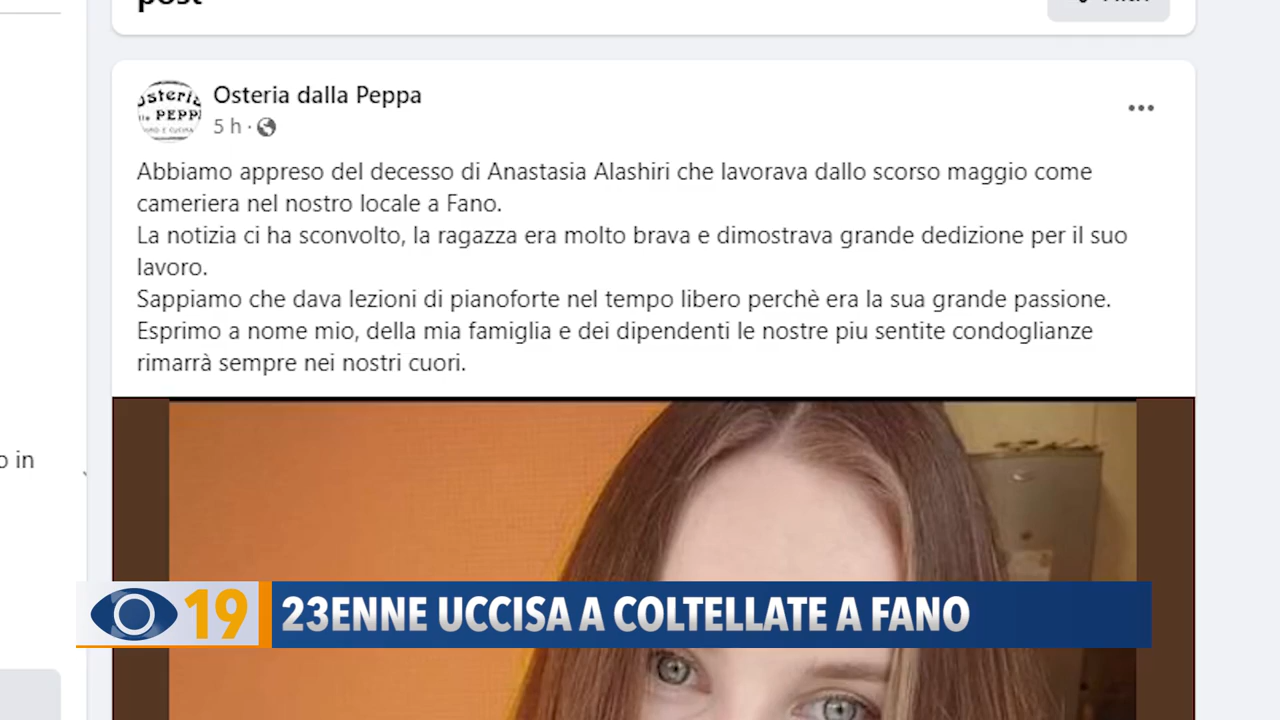 post
Osteria dalla Peppa
5 h ·
Abbiamo appreso del decesso di Anastasia Alashiri che lavorava dallo scorso maggio come
cameriera nel nostro locale a Fano.
La notizia ci ha sconvolto, la ragazza era molto brava e dimostrava grande dedizione per il suo
lavoro.
Sappiamo che dava lezioni di pianoforte nel tempo libero perchè era la sua grande passione.
Esprimo a nome mio, della mia famiglia e dei dipendenti le nostre piu sentite condoglianze
rimarrà sempre nei nostri cuori.
in
19 23ENNE UCCISA A COLTELLATE A FANO